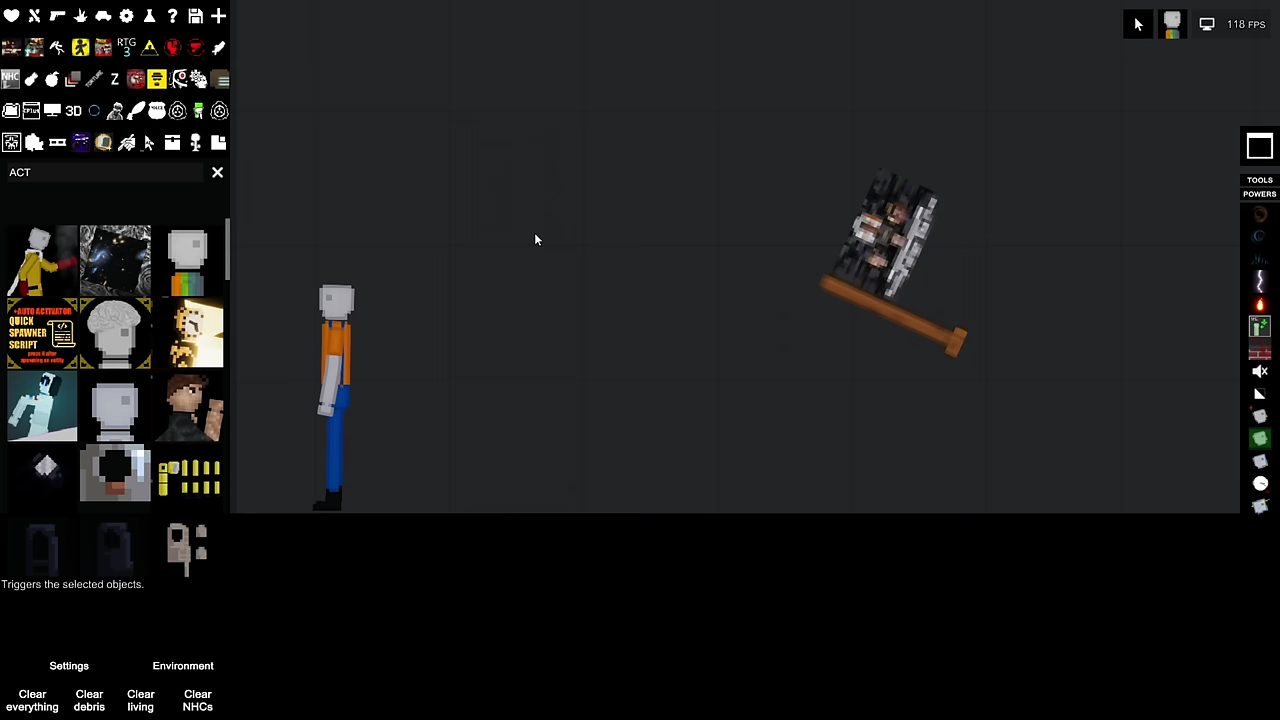 118 FPS
RTG
3
NHC
Z
3D
ACT
TOOLS
POWERS
+AUTO ACTIVATOR
QUICK
SPAWNER
SCRIPT
Triggers the selected objects.
Settings
Environment
Clear everything
Clear debris
Clear living
Clear NHCs